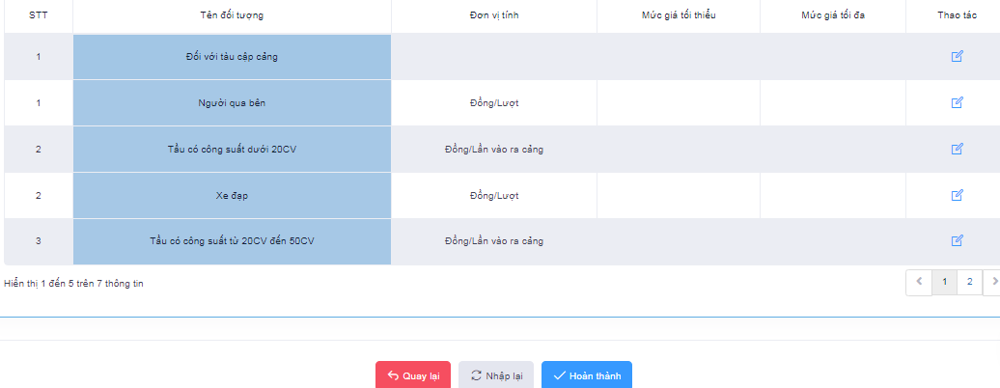 STT Tên đối tượng Đơn vị tính Mức giá tối thiểu Mức giá tối đa Thao tác
1 Đối với tàu cập cảng
1 Người qua bến Đồng/Lượt
2 Tầu có công suất dưới 20CV Đồng/Lần vào ra cảng
2 Xe đạp Đồng/Lượt
3 Tầu có công suất từ 20CV đến 50CV Đồng/Lần vào ra cảng
Hiển thị 1 đến 5 trên 7 thông tin
1 2
Quay lại Nhập lại Hoàn thành